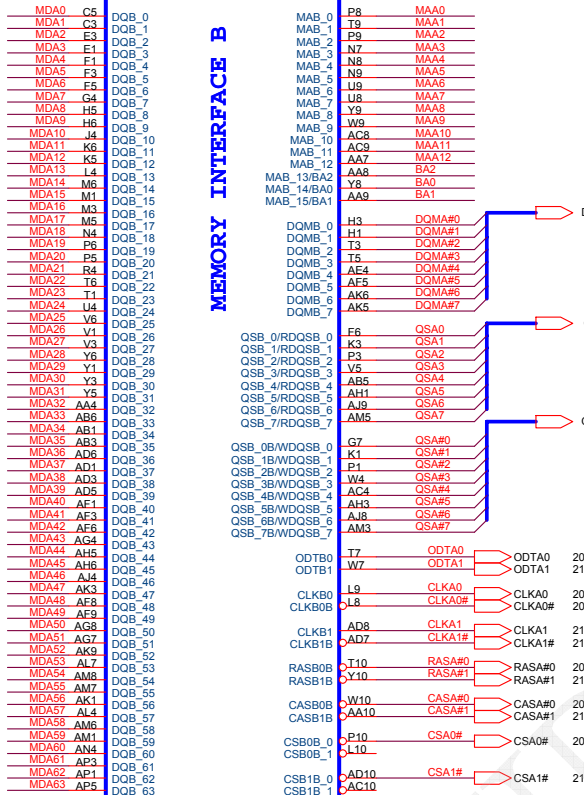 MDA0 C5 DQB_0
MDA1 C3 DQB_1
MDA2 E3 DQB_2
MDA3 E1 DQB_3
MDA4 F1 DQB_4
MDA5 F3 DQB_5
MDA6 F5 DQB_6
MDA7 G4 DQB_7
MDA8 H5 DQB_8
MDA9 H6 DQB_9
MDA10 J4 DQB_10
MDA11 K6 DQB_11
MDA12 K5 DQB_12
MDA13 L4 DQB_13
MDA14 M6 DQB_14
MDA15 M1 DQB_15
MDA16 M3 DQB_16
MDA17 M5 DQB_17
MDA18 N4 DQB_18
MDA19 P6 DQB_19
MDA20 P5 DQB_20
MDA21 R4 DQB_21
MDA22 T6 DQB_22
MDA23 T1 DQB_23
MDA24 U4 DQB_24
MDA25 V6 DQB_25
MDA26 V1 DQB_26
MDA27 V3 DQB_27
MDA28 Y6 DQB_28
MDA29 Y1 DQB_29
MDA30 Y3 DQB_30
MDA31 Y5 DQB_31
MDA32 AA4 DQB_32
MDA33 AB6 DQB_33
MDA34 AB1 DQB_34
MDA35 AB3 DQB_35
MDA36 AD6 DQB_36
MDA37 AD1 DQB_37
MDA38 AD3 DQB_38
MDA39 AD5 DQB_39
MDA40 AF1 DQB_40
MDA41 AF3 DQB_41
MDA42 AF6 DQB_42
MDA43 AG4 DQB_43
MDA44 AH5 DQB_44
MDA45 AH6 DQB_45
MDA46 AJ4 DQB_46
MDA47 AK3 DQB_47
MDA48 AF8 DQB_48
MDA49 AF9 DQB_49
MDA50 AG8 DQB_50
MDA51 AG7 DQB_51
MDA52 AK9 DQB_52
MDA53 AL7 DQB_53
MDA54 AM8 DQB_54
MDA55 AM7 DQB_55
MDA56 AK1 DQB_56
MDA57 AL4 DQB_57
MDA58 AM6 DQB_58
MDA59 AM1 DQB_59
MDA60 AN4 DQB_60
MDA61 AP3 DQB_61
MDA62 AP1 DQB_62
MDA63 AP5 DQB_63
MEMORY INTERFACE B
MAB_0 P8 MAA0
MAB_1 T9 MAA1
MAB_2 P9 MAA2
MAB_3 N7 MAA3
MAB_4 N8 MAA4
MAB_5 N9 MAA5
MAB_6 U9 MAA6
MAB_7 U8 MAA7
MAB_8 Y9 MAA8
MAB_9 W9 MAA9
MAB_10 AC8 MAA10
MAB_11 AC9 MAA11
MAB_12 AA7 MAA12
MAB_13/BA2 AA8 BA2
MAB_14/BA0 Y8 BA0
MAB_15/BA1 AA9 BA1
DQMB_0 H3 DQMA#0
DQMB_1 H1 DQMA#1
DQMB_2 T3 DQMA#2
DQMB_3 T5 DQMA#3
DQMB_4 AE4 DQMA#4
DQMB_5 AF5 DQMA#5
DQMB_6 AK6 DQMA#6
DQMB_7 AK5 DQMA#7
QSB_0/RDQSB_0 F6 QSA0
QSB_1/RDQSB_1 K3 QSA1
QSB_2/RDQSB_2 P3 QSA2
QSB_3/RDQSB_3 V5 QSA3
QSB_4/RDQSB_4 AB5 QSA4
QSB_5/RDQSB_5 AH1 QSA5
QSB_6/RDQSB_6 AJ9 QSA6
QSB_7/RDQSB_7 AM5 QSA7
QSB_0B/WDQSB_0 G7 QSA#0
QSB_1B/WDQSB_1 K1 QSA#1
QSB_2B/WDQSB_2 P1 QSA#2
QSB_3B/WDQSB_3 W4 QSA#3
QSB_4B/WDQSB_4 AC4 QSA#4
QSB_5B/WDQSB_5 AH3 QSA#5
QSB_6B/WDQSB_6 AJ8 QSA#6
QSB_7B/WDQSB_7 AM3 QSA#7
ODTB0 T7 ODTA0 ODTA0 20
ODTB1 W7 ODTA1 ODTA1 21
CLKB0 L9 CLKA0 CLKA0 20
CLKB0B L8 CLKA0# CLKA0# 20
CLKB1 AD8 CLKA1 CLKA1 21
CLKB1B AD7 CLKA1# CLKA1# 21
RASB0B T10 RASA#0 RASA#0 20
RASB1B Y10 RASA#1 RASA#1 21
CASB0B W10 CASA#0 CASA#0 20
CASB1B AA10 CASA#1 CASA#1 21
CSB0B_0 P10 CSA0# CSA0# 20
CSB0B_1 L10
CSB1B_0 AD10 CSA1# CSA1# 21
CSB1B_1 AC10